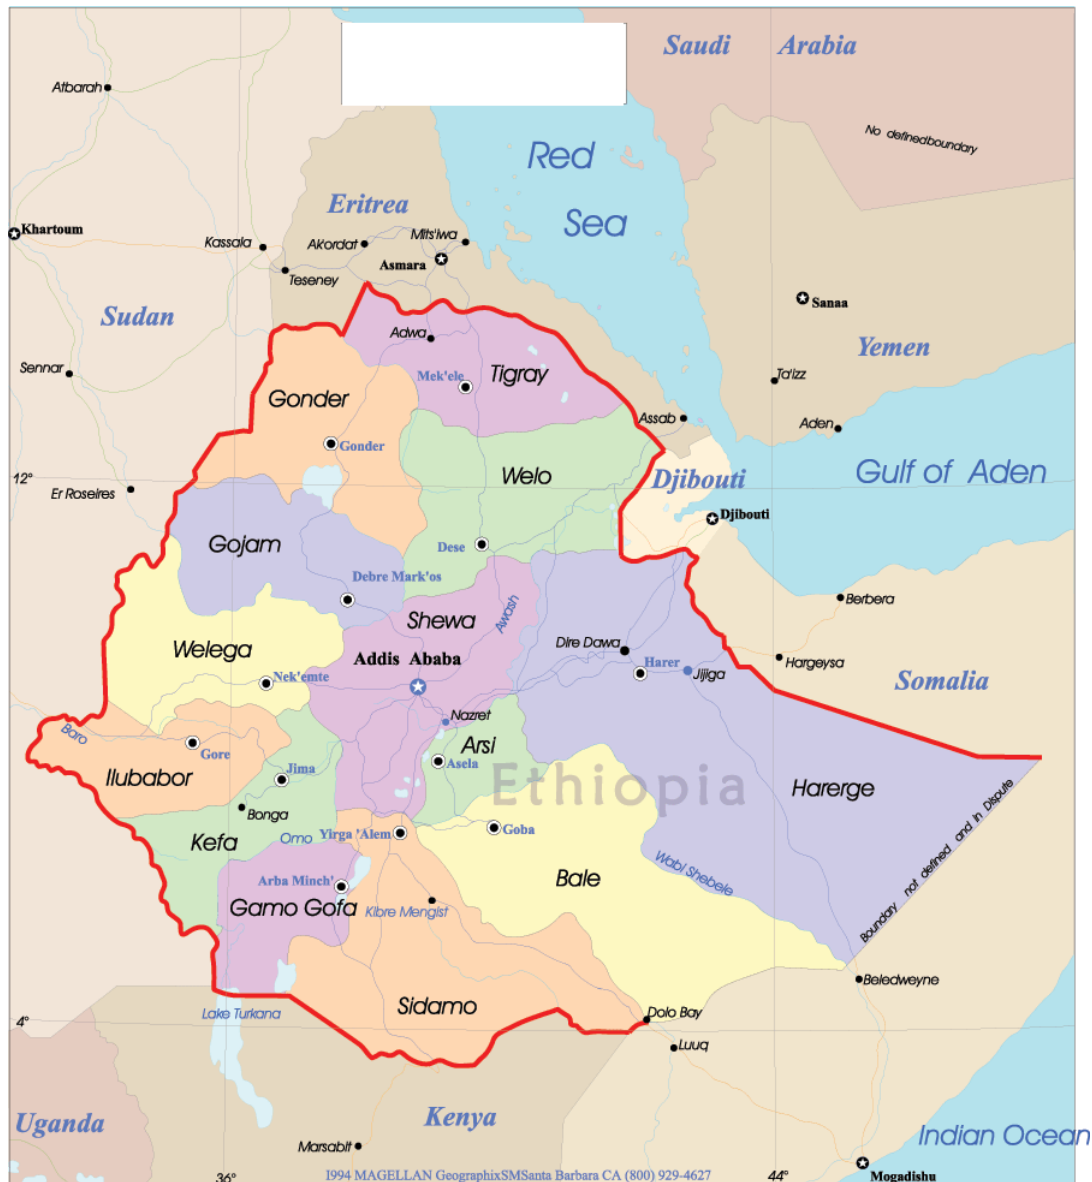 Saudi Arabia
Atbarah
No definedboundary
Red
Sea
Eritrea
Khartoum
Kassala
Ak'ordat
Mits'iwa
Asmara
Teseney
Sanaa
Sudan
Adwa
Yemen
Sennar
Mek'ele
Tigray
Ta'izz
Gonder
Assab
Aden
Gonder
12°
Welo
Djibouti
Gulf of Aden
Er Roseires
Djibouti
Gojam
Dese
Debre Mark'os
Awash
Berbera
Shewa
Welega
Addis Ababa
Dire Dawa
Harer
Jijiga
Hargeysa
Nek'emte
Somalia
Baro
Nazret
Gore
Arsi
Asela
Ilubabor
Jima
Ethiopia
Harerge
Bonga
Kefa
Omo
Yirga 'Alem
Goba
Boundary not defined and in Dispute
Wabi Shebele
Bale
Arba Minch'
Gamo Gofa
Kibre Mengist
Beledweyne
Sidamo
Lake Turkana
Dolo Bay
4°
Luuq
Uganda
Kenya
Indian Ocean
Marsabit
36°
1994 MAGELLAN GeographixSMSanta Barbara CA (800) 929-4627
44°
Mogadishu